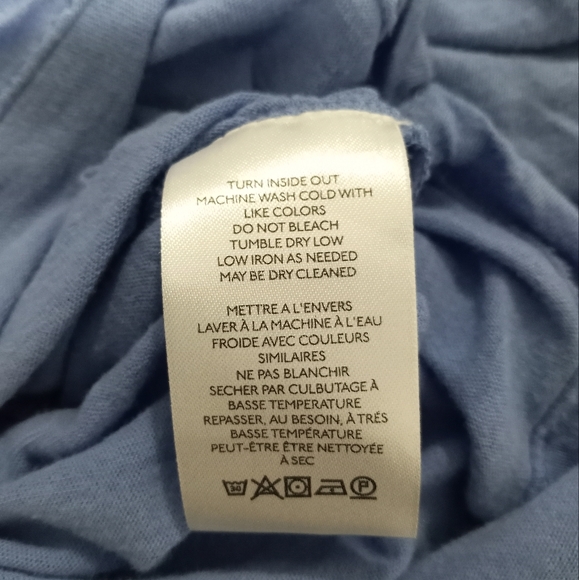 TURN INSIDE OUT
MACHINE WASH COLD WITH
LIKE COLORS
DO NOT BLEACH
TUMBLE DRY LOW
LOW IRON AS NEEDED
MAY BE DRY CLEANED
METTRE A L'ENVERS
LAVER À LA MACHINE À L'EAU
FROIDE AVEC COULEURS
SIMILAIRES
NE PAS BLANCHIR
SECHER PAR CULBUTAGE À
BASSE TEMPERATURE
REPASSER, AU BESOIN, À TRÉS
BASSE TEMPÉRATURE
PEUT-ÊTRE ÊTRE NETTOYÉE
À SEC
30 P